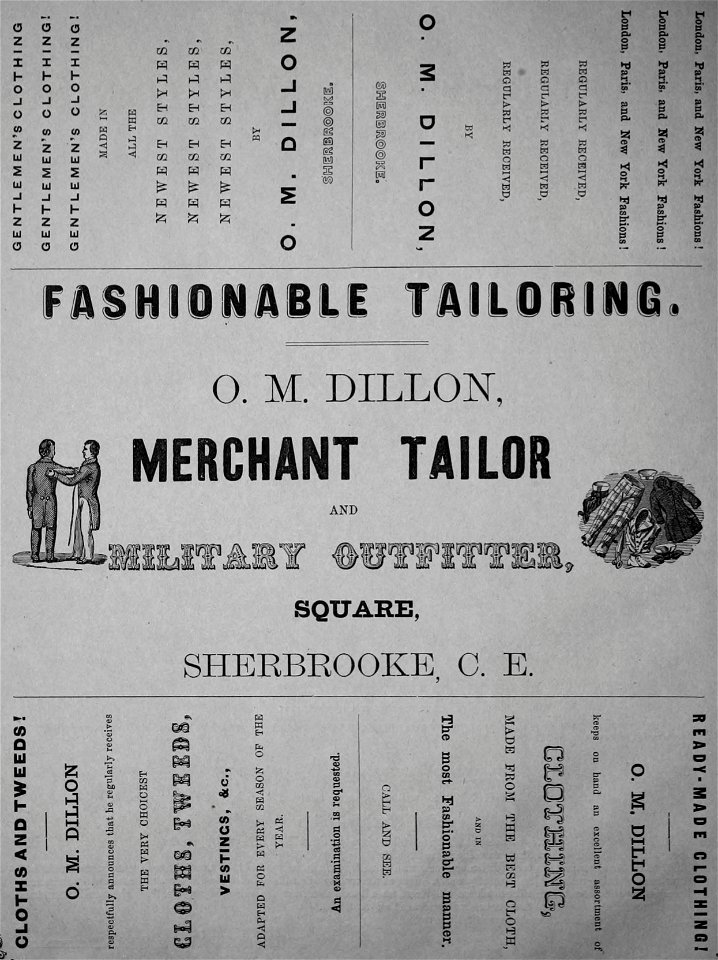 GENTLEMEN'S CLOTHING
GENTLEMEN'S CLOTHING!
GENTLEMEN'S CLOTHING!
MADE IN
ALL THE
NEWEST STYLES,
NEWEST STYLES,
NEWEST STYLES,
BY
O. M. DILLON,
SHERBROOKE.
London, Paris, and New York Fashions!
London, Paris, and New York Fashions!
London, Paris, and New York Fashions!
REGULARLY RECEIVED,
REGULARLY RECEIVED,
REGULARLY RECEIVED,
BY
O. M. DILLON,
SHERBROOKE.
FASHIONABLE TAILORING.
O. M. DILLON,
MERCHANT TAILOR
AND
MILITARY OUTFITTER,
SQUARE,
SHERBROOKE, C. E.
CLOTHS AND TWEEDS!
O. M. DILLON
respectfully announces that he regularly receives
THE VERY CHOICEST
CLOTHS, TWEEDS,
VESTINGS, &c.,
ADAPTED FOR EVERY SEASON OF THE
YEAR.
An examination is requested.
READY-MADE CLOTHING!
O. M. DILLON
keeps on hand an excellent assortment of
CLOTHING,
MADE FROM THE BEST CLOTH,
AND IN
The most Fashionable manner.
CALL AND SEE.